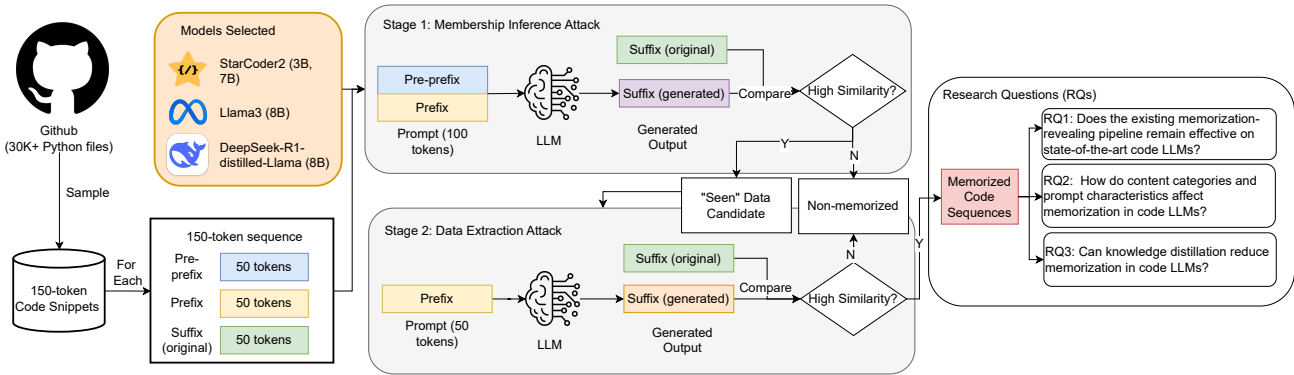 Github
(30K+ Python files)
Sample
150-token
Code Snippets
For
Each
Models Selected
{/}
StarCoder2 (3B,
7B)
Llama3 (8B)
DeepSeek-R1-
distilled-Llama (8B)
150-token sequence
Pre-
prefix
50 tokens
Prefix
50 tokens
Suffix
(original)
50 tokens
Stage 1: Membership Inference Attack
Pre-prefix
Prefix
Prompt (100
tokens)
LLM
Suffix (original)
Suffix (generated)
Generated
Output
Compare
High Similarity?
Y
N
"Seen" Data
Candidate
Non-memorized
Stage 2: Data Extraction Attack
Prefix
Prompt (50
tokens)
LLM
Suffix (original)
Suffix (generated)
Generated
Output
Compare
High Similarity?
N
Y
Memorized
Code
Sequences
Research Questions (RQs)
RQ1: Does the existing memorization-
revealing pipeline remain effective on
state-of-the-art code LLMs?
RQ2: How do content categories and
prompt characteristics affect
memorization in code LLMs?
RQ3: Can knowledge distillation reduce
memorization in code LLMs?